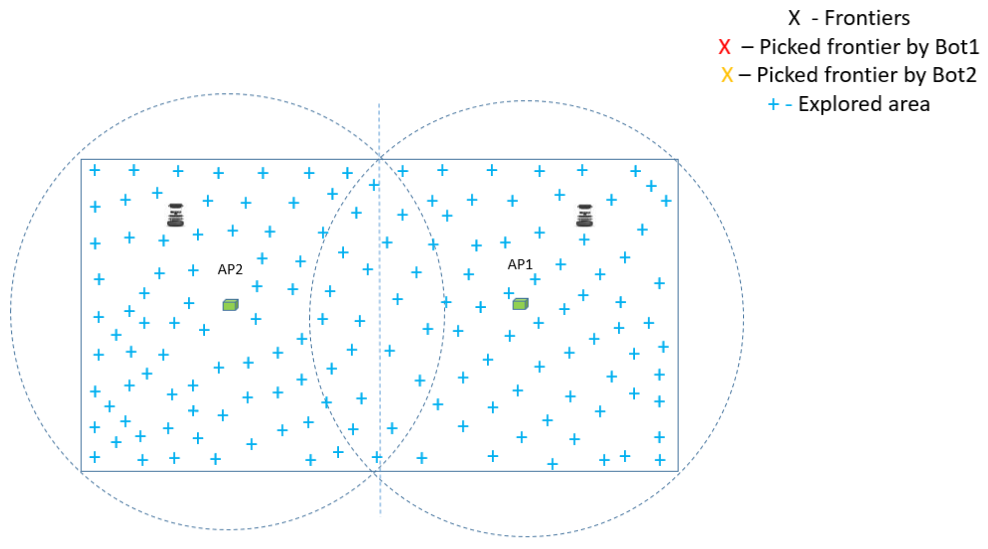 X - Frontiers
X – Picked frontier by Bot1
X – Picked frontier by Bot2
+ - Explored area
AP2
AP1